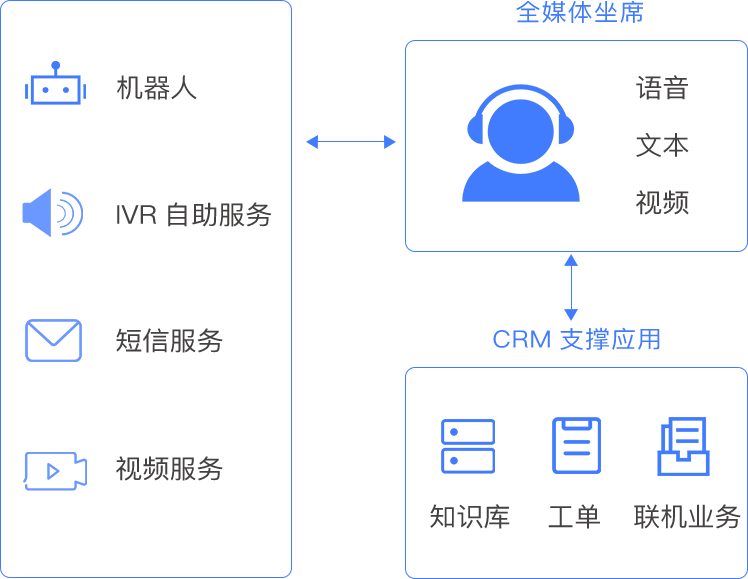 机器人
IVR 自助服务
短信服务
视频服务
全媒体坐席
语音
文本
视频
CRM 支撑应用
知识库
工单
联机业务